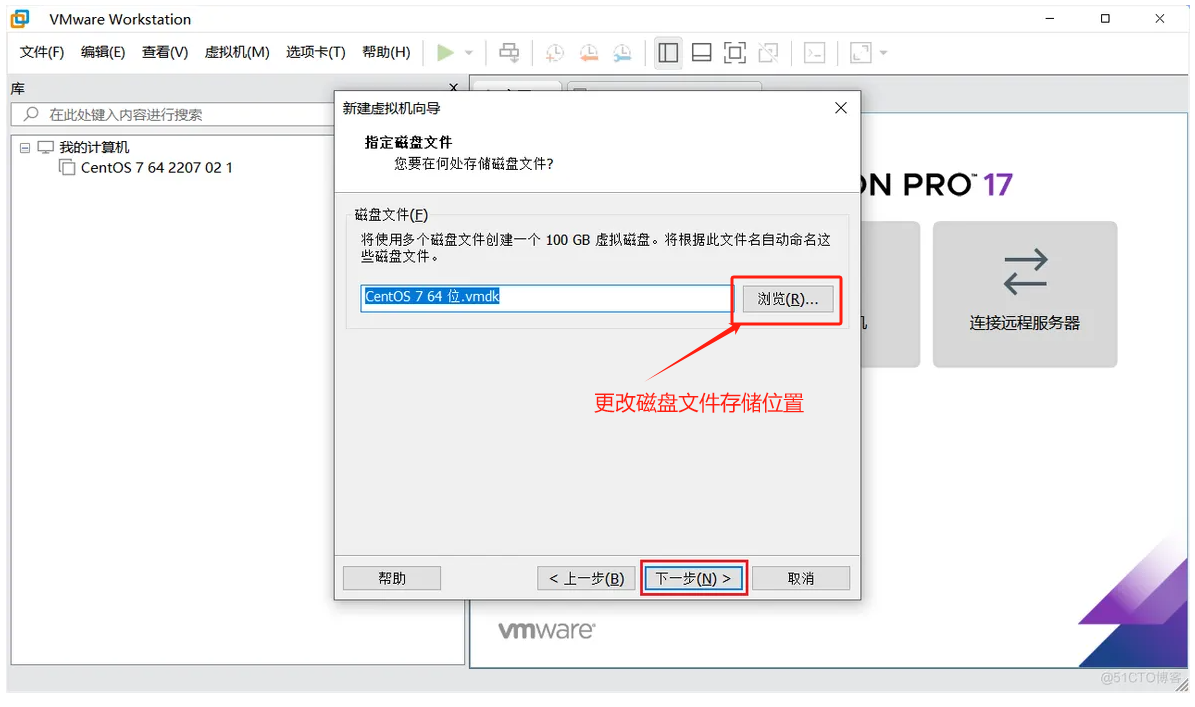 VMware Workstation
文件(F) 编辑(E) 查看(V) 虚拟机(M) 选项卡(T) 帮助(H)
库
在此处键入内容进行搜索
我的计算机
CentOS 7 64 2207 02 1
新建虚拟机向导
指定磁盘文件
您要在何处存储磁盘文件?
磁盘文件(F)
将使用多个磁盘文件创建一个 100 GB 虚拟磁盘。将根据此文件名自动命名这
些磁盘文件。
CentOS 7 64 位.vmdk
浏览(R)...
更改磁盘文件存储位置
帮助
< 上一步(B)
下一步(N) >
取消
ON PRO™ 17
连接远程服务器
vmware®
@51CTO博客